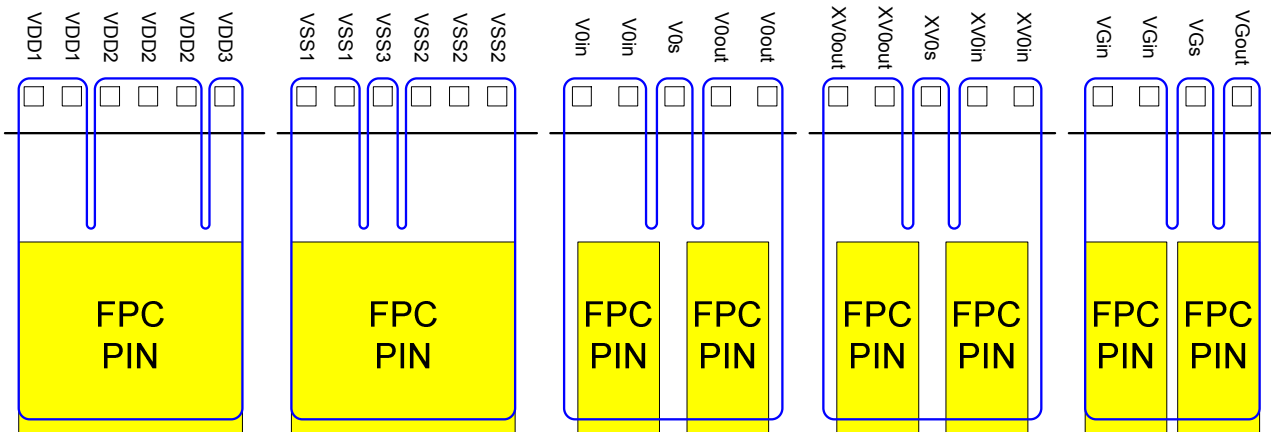 VDD1
VDD1
VDD2
VDD2
VDD2
VDD3
VSS1
VSS1
VSS3
VSS2
VSS2
VSS2
V0in
V0in
V0s
V0out
V0out
XV0out
XV0out
XV0s
XV0in
XV0in
VGin
VGin
VGs
VGout
FPC
PIN
FPC
PIN
FPC
PIN
FPC
PIN
FPC
PIN
FPC
PIN
FPC
PIN
FPC
PIN